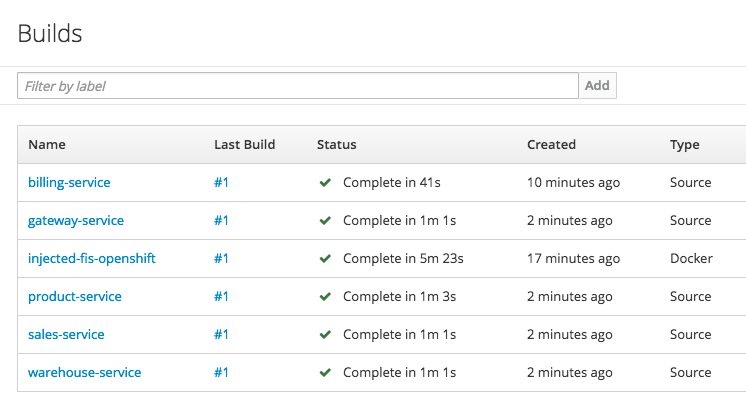 Builds
Filter by label Add
Name Last Build Status Created Type
billing-service #1 Complete in 41s 10 minutes ago Source
gateway-service #1 Complete in 1m 1s 2 minutes ago Source
injected-fis-openshift #1 Complete in 5m 23s 17 minutes ago Docker
product-service #1 Complete in 1m 3s 2 minutes ago Source
sales-service #1 Complete in 1m 1s 2 minutes ago Source
warehouse-service #1 Complete in 1m 1s 2 minutes ago Source